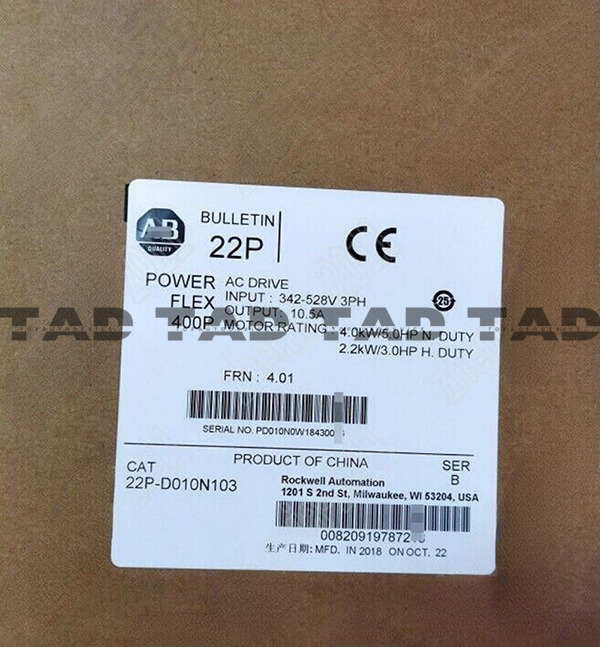 AB
QUALITY
BULLETIN
22P
CE
POWER
FLEX
400P
AC DRIVE
INPUT : 342-528V 3PH
OUTPUT: 10.5A
MOTOR RATING : 4.0kW/5.0HP N. DUTY
2.2kW/3.0HP H. DUTY
25
TAD TAD TAD TAD
FRN : 4.01
SERIAL NO. PD010N0W184300
PRODUCT OF CHINA
CAT
22P-D010N103
SER
B
Rockwell Automation
1201 S 2nd St, Milwaukee, WI 53204, USA
008209197872
生产日期: MFD. IN 2018 ON OCT. 22